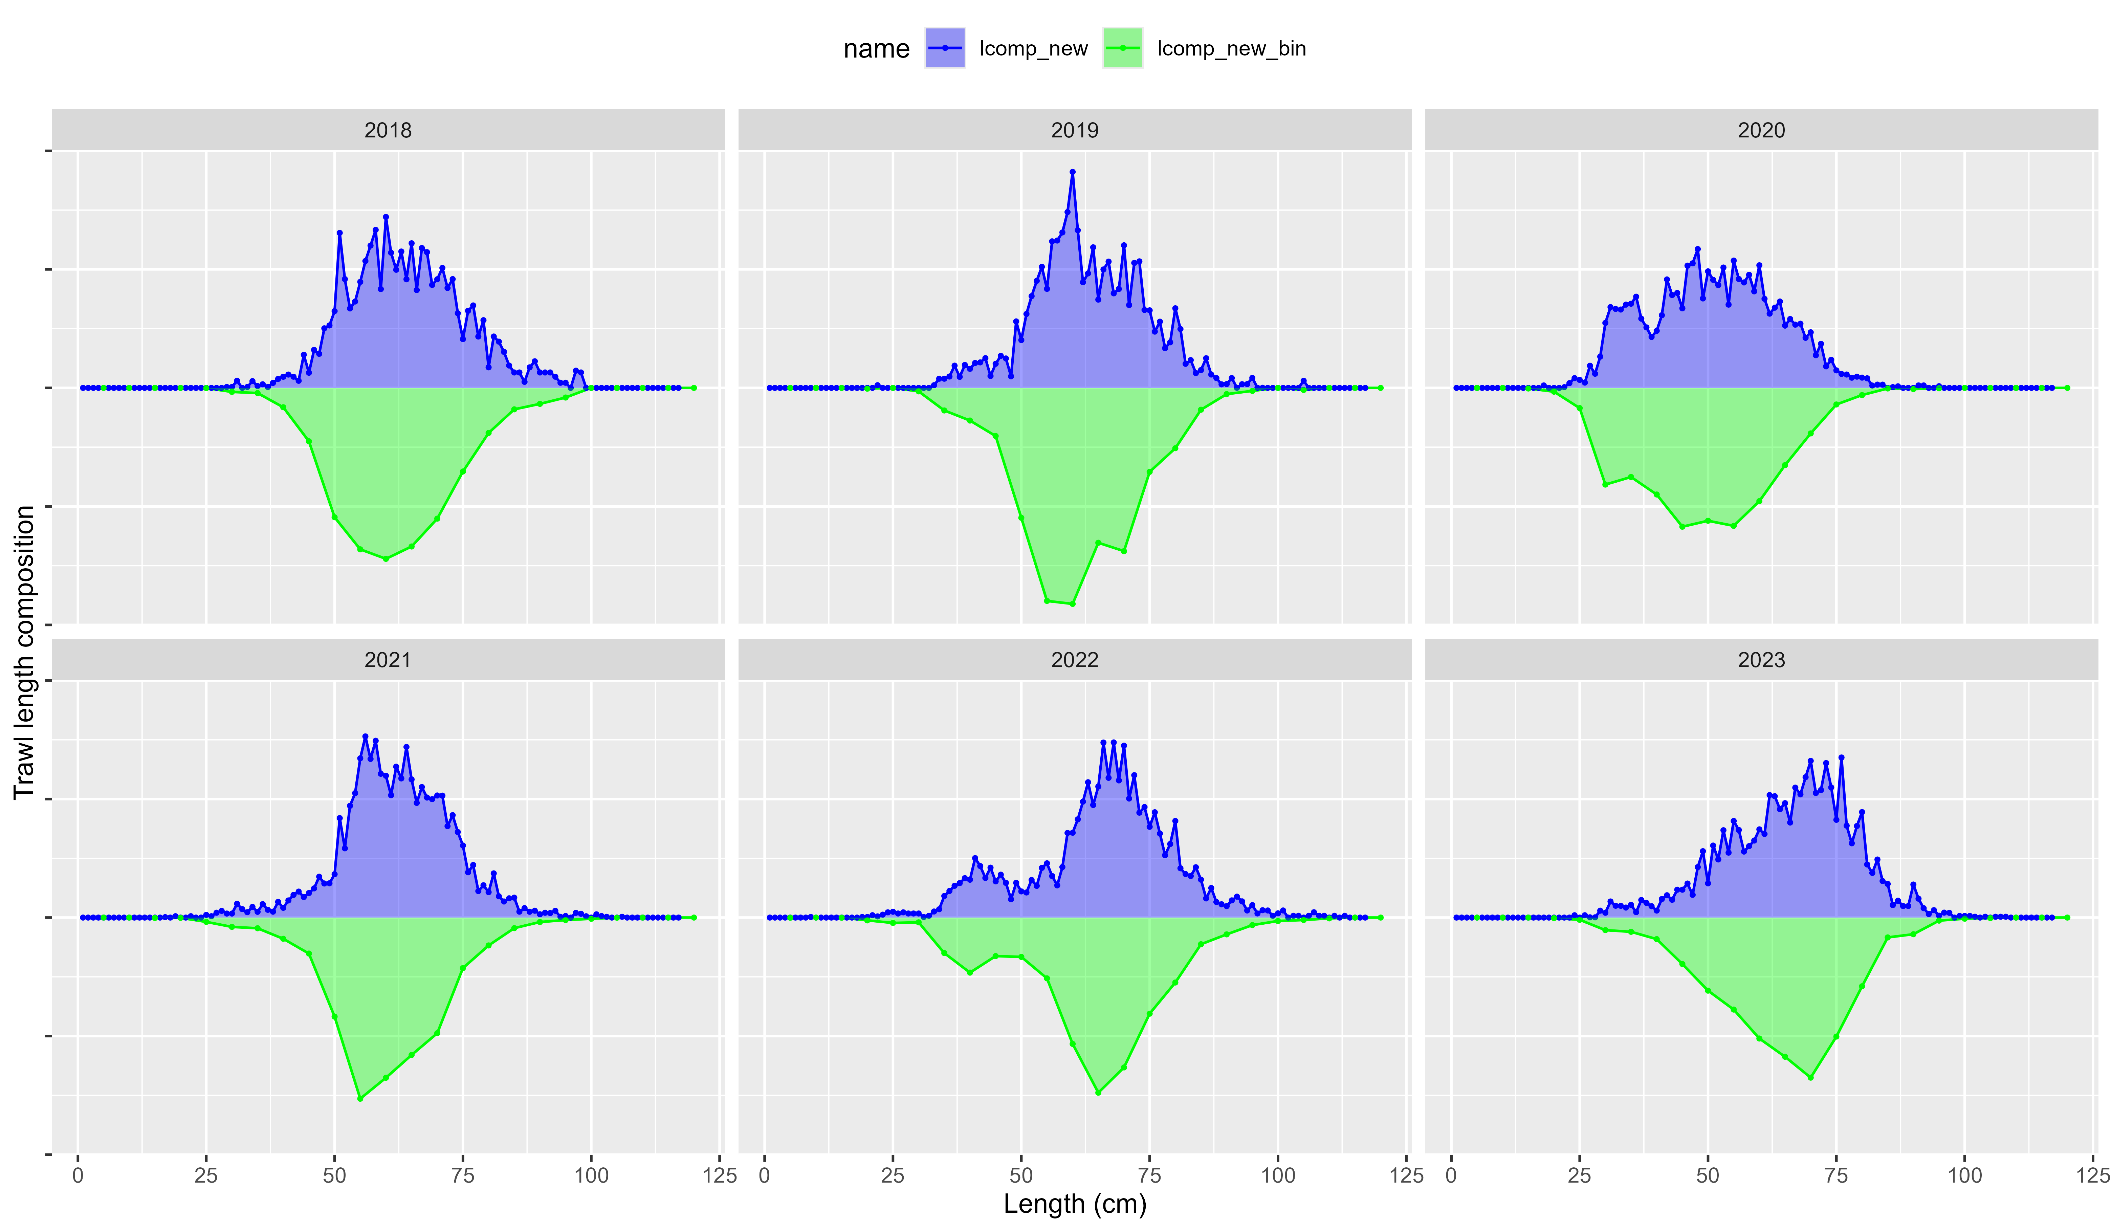 name lcomp_new lcomp_new_bin
2018 2019 2020
Trawl length composition
2021 2022 2023
0 25 50 75 100 125 0 25 50 75 100 125 0 25 50 75 100 125
Length (cm)